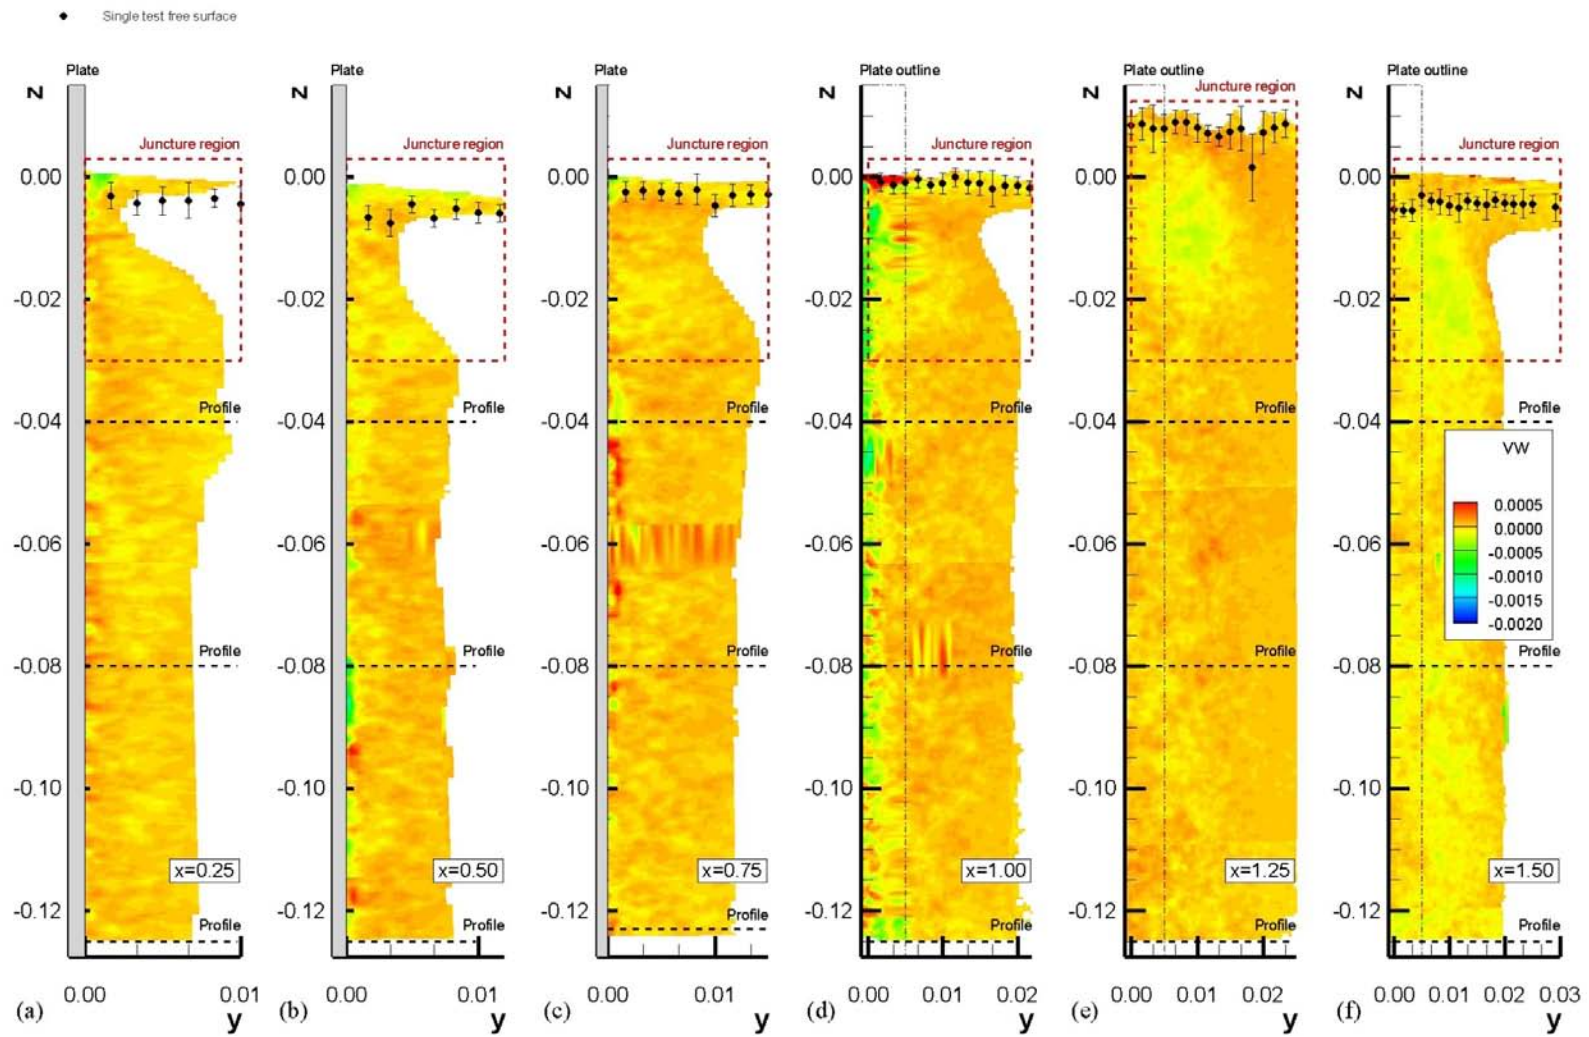 Single test free surface
Plate
Plate
Plate
Plate outline
Plate outline
Plate outline
z
z
z
z
z
z
Juncture region
Juncture region
Juncture region
Juncture region
Juncture region
Juncture region
0.00
0.00
0.00
0.00
0.00
0.00
-0.02
-0.02
-0.02
-0.02
-0.02
-0.02
Profile
Profile
Profile
Profile
Profile
Profile
-0.04
-0.04
-0.04
-0.04
-0.04
-0.04
vw
0.0005
0.0000
-0.0005
-0.0010
-0.0015
-0.0020
-0.06
-0.06
-0.06
-0.06
-0.06
-0.06
Profile
Profile
Profile
Profile
Profile
Profile
-0.08
-0.08
-0.08
-0.08
-0.08
-0.08
-0.10
-0.10
-0.10
-0.10
-0.10
-0.10
x=0.25
x=0.50
x=0.75
x=1.00
x=1.25
x=1.50
-0.12
-0.12
-0.12
-0.12
-0.12
-0.12
Profile
Profile
Profile
Profile
Profile
Profile
(a)
0.00 0.01
y
(b)
0.00 0.01
y
(c)
0.00 0.01
y
(d)
0.00 0.01 0.02
y
(e)
0.00 0.01 0.02
y
(f)
0.00 0.01 0.02 0.03
y